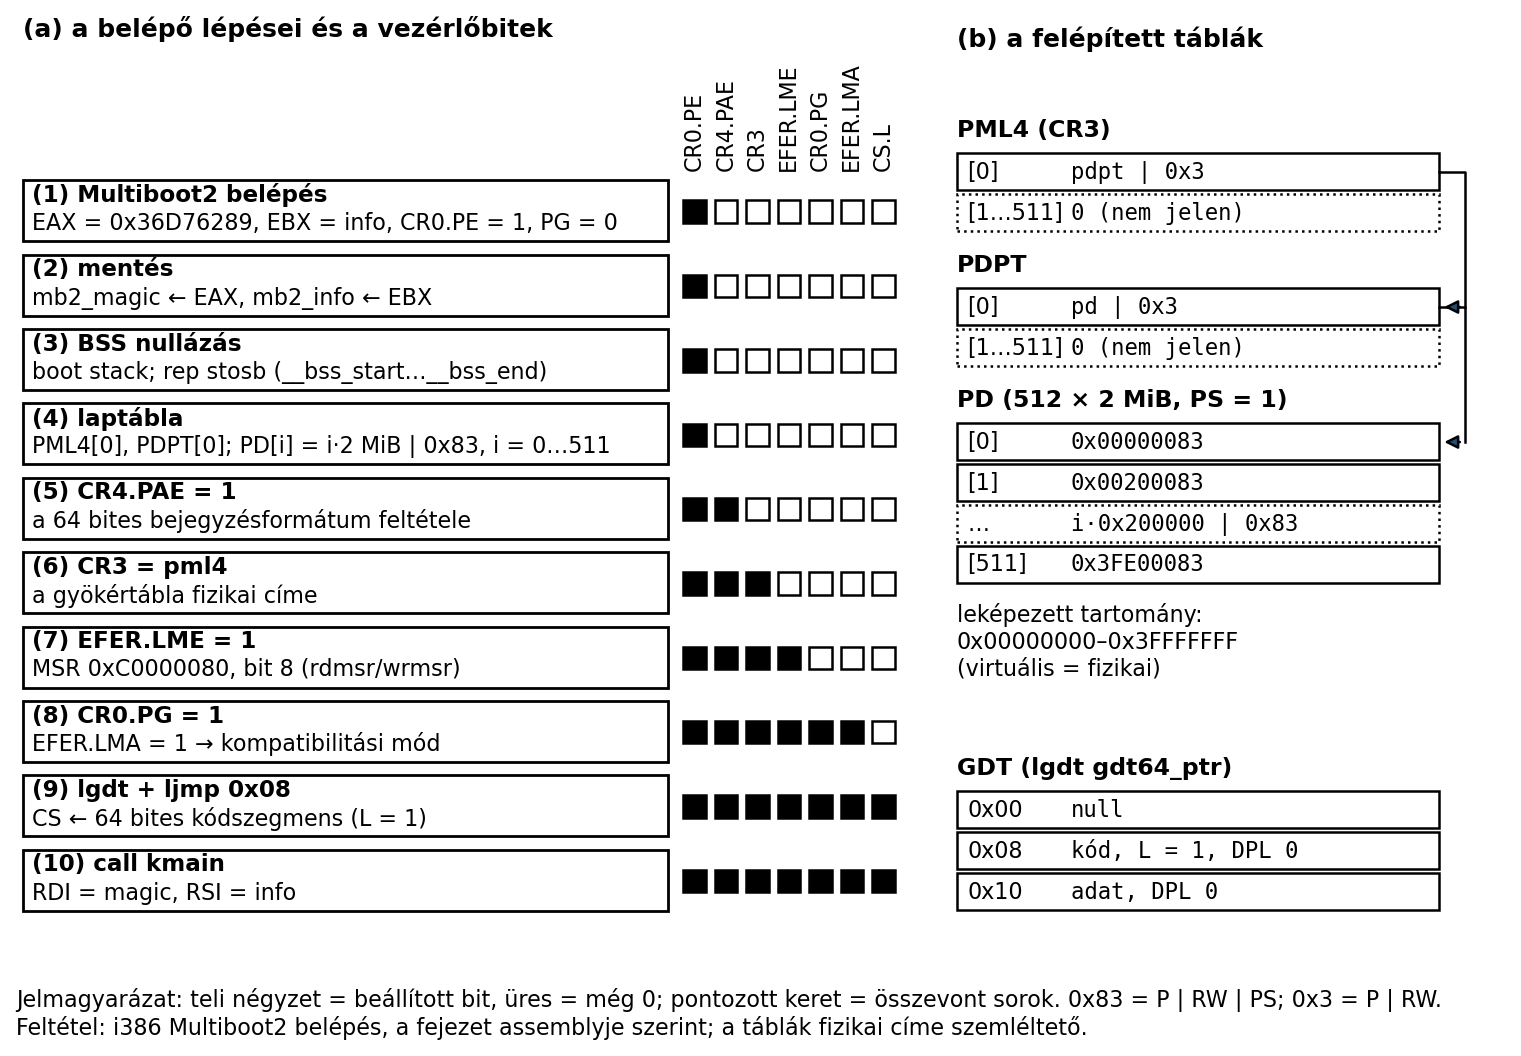 (a) a belépő lépései és a vezérlőbitek
CR0.PE
CR4.PAE
CR3
EFER.LME
CR0.PG
EFER.LMA
CS.L
(1) Multiboot2 belépés
EAX = 0x36D76289, EBX = info, CR0.PE = 1, PG = 0
(2) mentés
mb2_magic ← EAX, mb2_info ← EBX
(3) BSS nullázás
boot stack; rep stosb (__bss_start…__bss_end)
(4) laptábla
PML4[0], PDPT[0]; PD[i] = i·2 MiB | 0x83, i = 0…511
(5) CR4.PAE = 1
a 64 bites bejegyzésformátum feltétele
(6) CR3 = pml4
a gyökértábla fizikai címe
(7) EFER.LME = 1
MSR 0xC0000080, bit 8 (rdmsr/wrmsr)
(8) CR0.PG = 1
EFER.LMA = 1 → kompatibilitási mód
(9) lgdt + ljmp 0x08
CS ← 64 bites kódszegmens (L = 1)
(10) call kmain
RDI = magic, RSI = info
(b) a felépített táblák
PML4 (CR3)
[0] pdpt | 0x3
[1…511] 0 (nem jelen)
PDPT
[0] pd | 0x3
[1…511] 0 (nem jelen)
PD (512 × 2 MiB, PS = 1)
[0] 0x00000083
[1] 0x00200083
… i·0x200000 | 0x83
[511] 0x3FE00083
leképezett tartomány:
0x00000000–0x3FFFFFFF
(virtuális = fizikai)
GDT (lgdt gdt64_ptr)
0x00 null
0x08 kód, L = 1, DPL 0
0x10 adat, DPL 0
Jelmagyarázat: teli négyzet = beállított bit, üres = még 0; pontozott keret = összevont sorok. 0x83 = P | RW | PS; 0x3 = P | RW.
Feltétel: i386 Multiboot2 belépés, a fejezet assemblyje szerint; a táblák fizikai címe szemléltető.